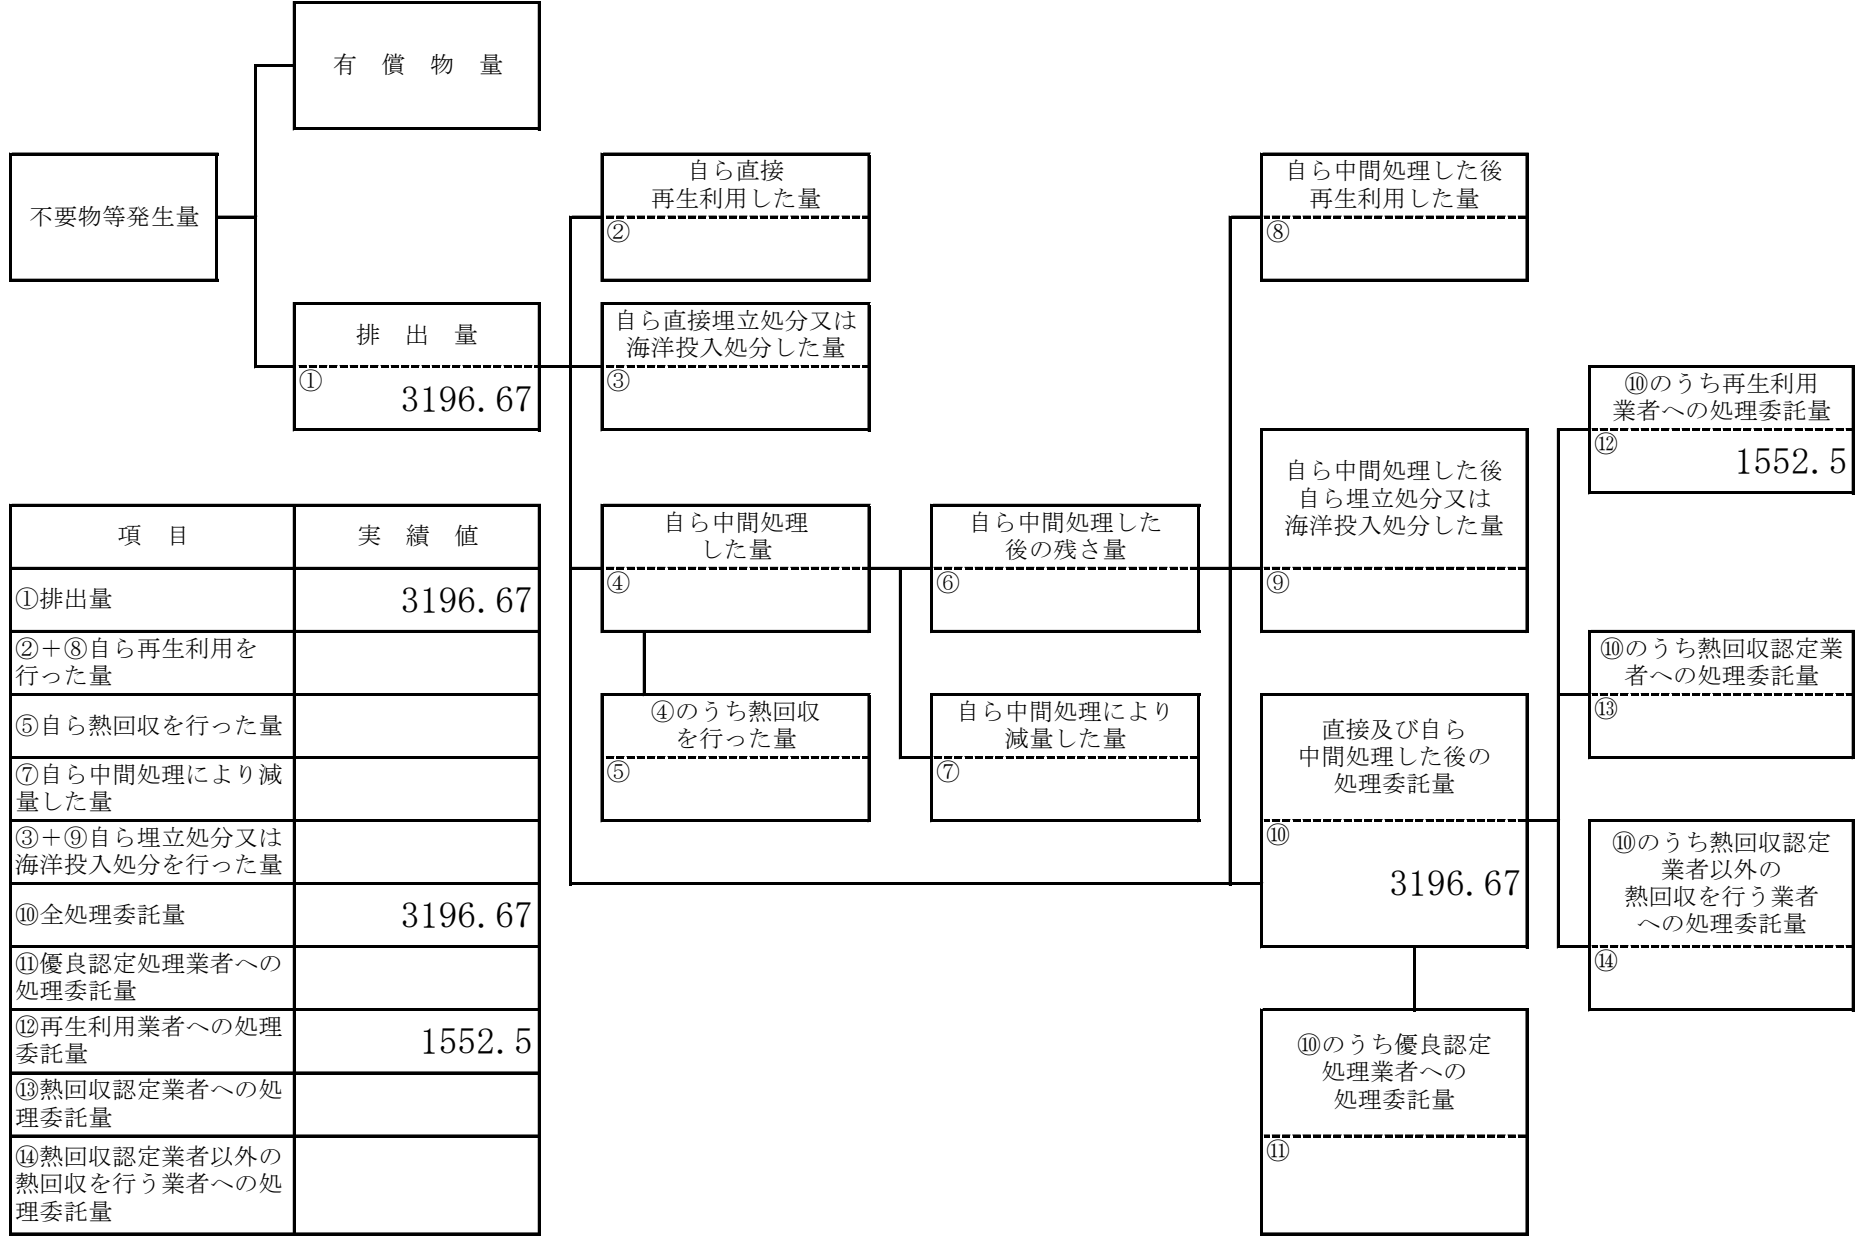 有　償　物　量
不要物等発生量
排　出　量
①
3196.67
自ら直接
再生利用した量
②
自ら直接埋立処分又は
海洋投入処分した量
③
自ら中間処理
した量
④
④のうち熱回収
を行った量
⑤
自ら中間処理した
後の残さ量
⑥
自ら中間処理により
減量した量
⑦
自ら中間処理した後
再生利用した量
⑧
自ら中間処理した後
自ら埋立処分又は
海洋投入処分した量
⑨
直接及び自ら
中間処理した後の
処理委託量
⑩
3196.67
⑩のうち優良認定
処理業者への
処理委託量
⑪
⑩のうち再生利用
業者への処理委託量
⑫
1552.5
⑩のうち熱回収認定業
者への処理委託量
⑬
⑩のうち熱回収認定
業者以外の
熱回収を行う業者
への処理委託量
⑭
項　目
実　績　値
①排出量
3196.67
②＋⑧自ら再生利用を
行った量
⑤自ら熱回収を行った量
⑦自ら中間処理により減
量した量
③＋⑨自ら埋立処分又は
海洋投入処分を行った量
⑩全処理委託量
3196.67
⑪優良認定処理業者への
処理委託量
⑫再生利用業者への処理
委託量
1552.5
⑬熱回収認定業者への処
理委託量
⑭熱回収認定業者以外の
熱回収を行う業者への処
理委託量